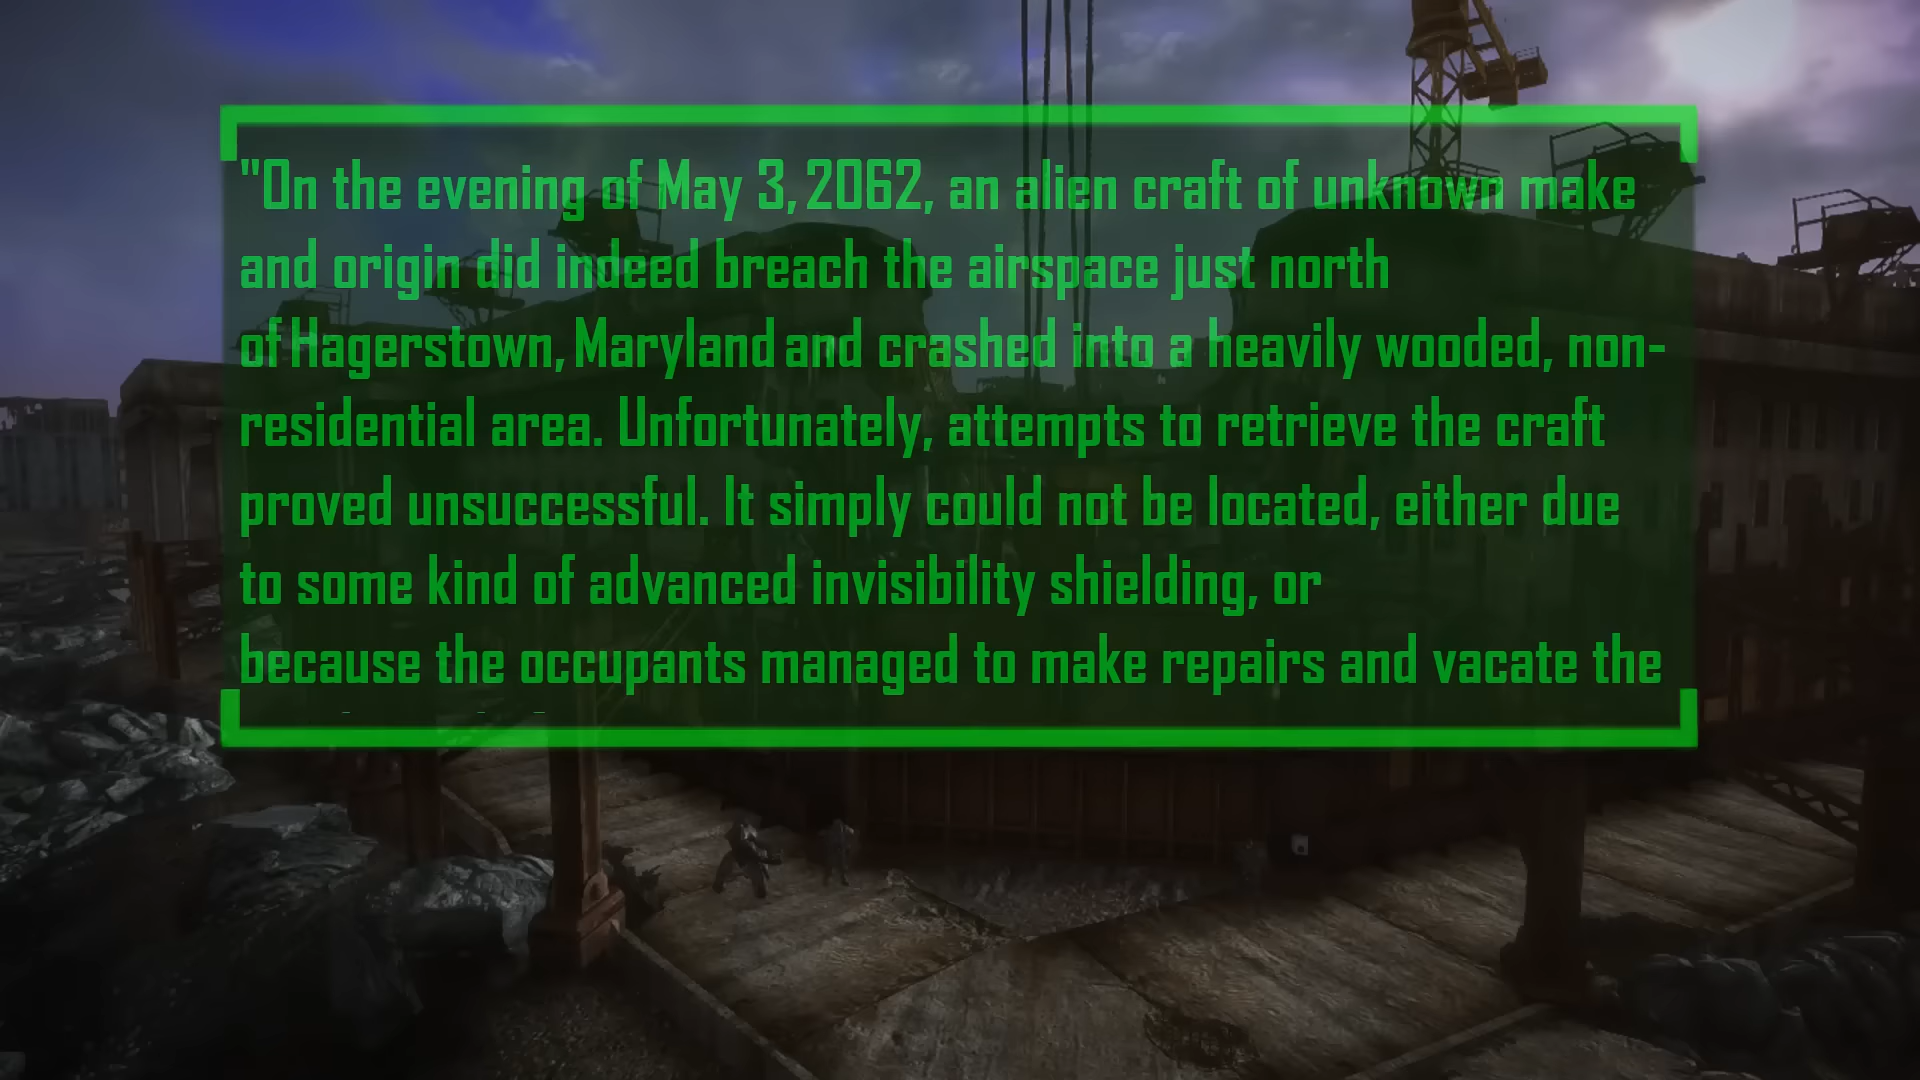 "On the evening of May 3, 2062, an alien craft of unknown make
and origin did indeed breach the airspace just north
of Hagerstown, Maryland and crashed into a heavily wooded, non-
residential area. Unfortunately, attempts to retrieve the craft
proved unsuccessful. It simply could not be located, either due
to some kind of advanced invisibility shielding, or
because the occupants managed to make repairs and vacate the